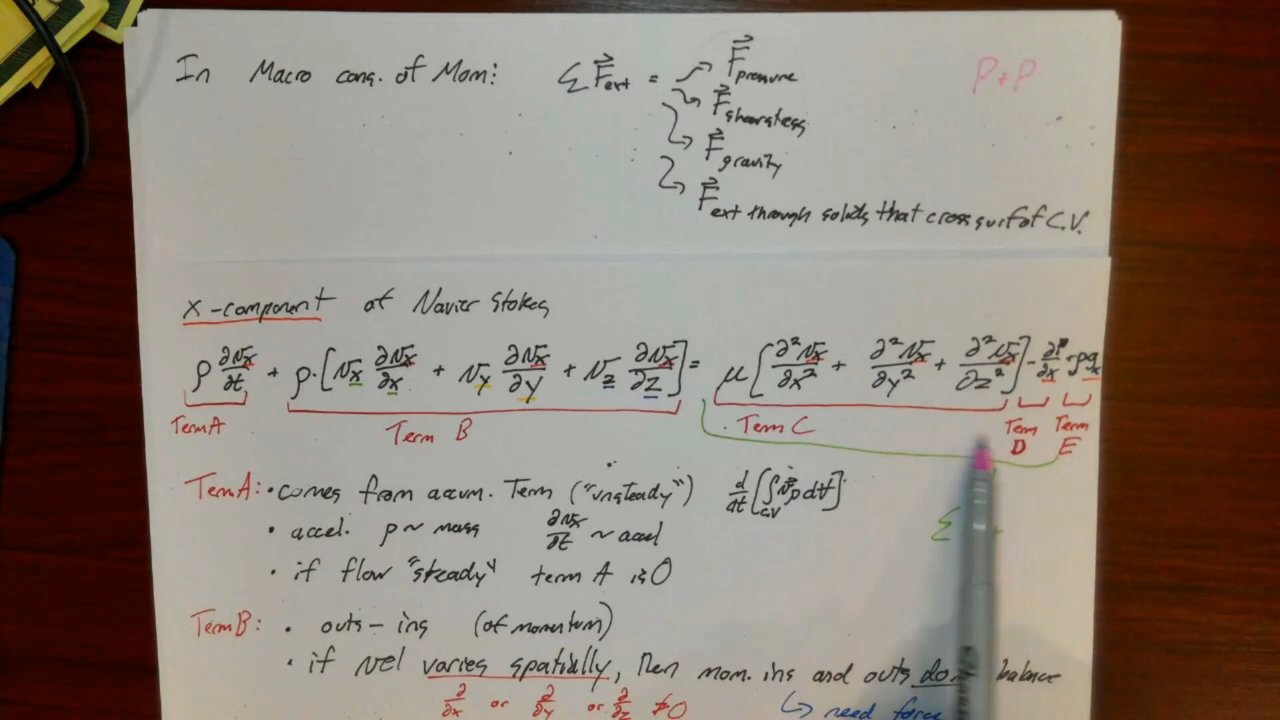 In Macro cons. of Mom: Σ F⃗ext = F⃗pressure P+P
F⃗shearstress
F⃗gravity
F⃗ext through solids that cross surf of C.V.
X-component of Navier Stokes
ρ ∂Vx/∂t + ρ·[Vx ∂Vx/∂x + Vy ∂Vx/∂y + Vz ∂Vx/∂z] = μ[∂²Vx/∂x² + ∂²Vx/∂y² + ∂²Vx/∂z²] - ∂P/∂x + ρgx
Term A Term B Term C Term D Term E
Term A: • comes from accum. Term ("unsteady") d/dt[∫C.V. V⃗ρdV]
• accel. ρ ~ mass ∂Vx/∂t ~ accel
Σ
• if flow "steady" term A is 0
Term B: • outs - ins (of momentum)
• if vel varies spatially, then mom. ins and outs don't balance
∂/∂x or ∂/∂y or ∂/∂z ≠0 ↳ need force